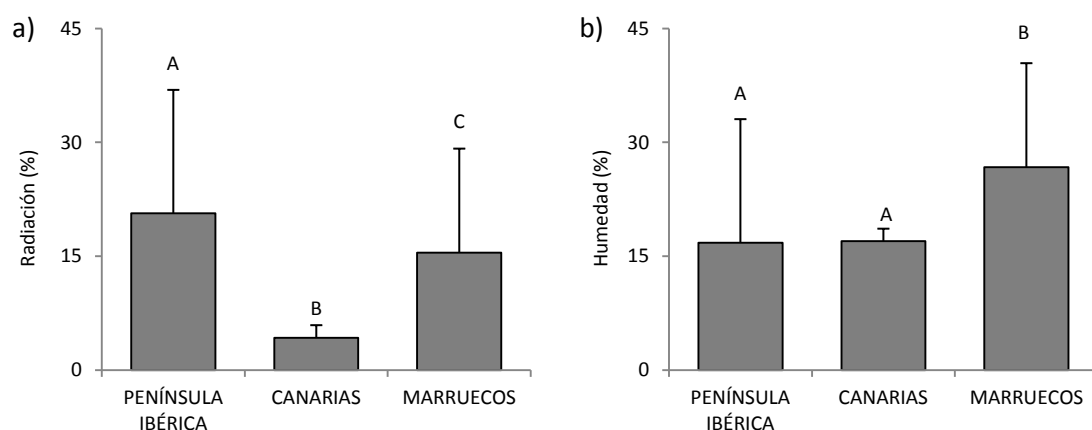 a)
45
30
15
0
Radiación (%)
A
B
C
PENÍNSULA
IBÉRICA
CANARIAS
MARRUECOS
b)
45
30
15
0
Humedad (%)
A
A
B
PENÍNSULA
IBÉRICA
CANARIAS
MARRUECOS